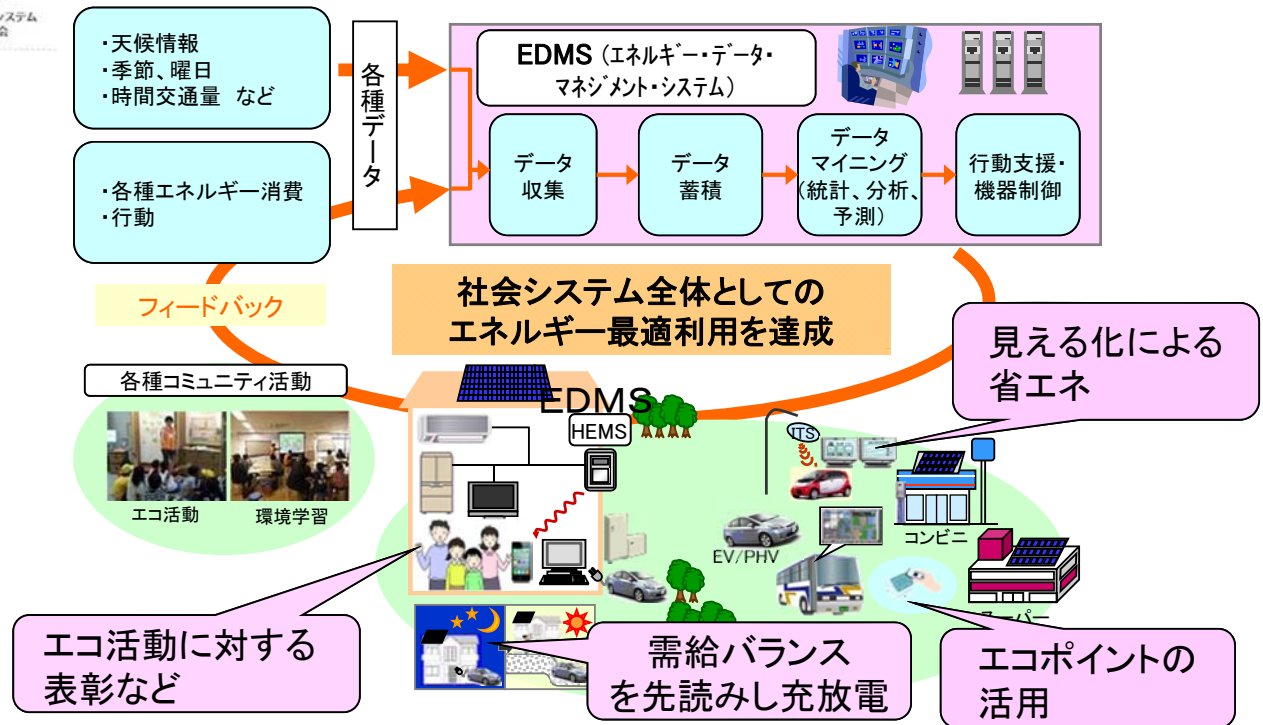 ステム
会
・天候情報
・季節、曜日
・時間交通量 など
・各種エネルギー消費
・行動
各種データ
EDMS（エネルギー・データ・
マネジメント・システム）
データ
収集
データ
蓄積
データ
マイニング
（統計、分析、
予測）
行動支援・
機器制御
フィードバック
社会システム全体としての
エネルギー最適利用を達成
見える化による
省エネ
各種コミュニティ活動
エコ活動
環境学習
EDMS
HEMS
ITS
コンビニ
EV/PHV
スーパー
エコ活動に対する
表彰など
需給バランス
を先読みし充放電
エコポイントの
活用